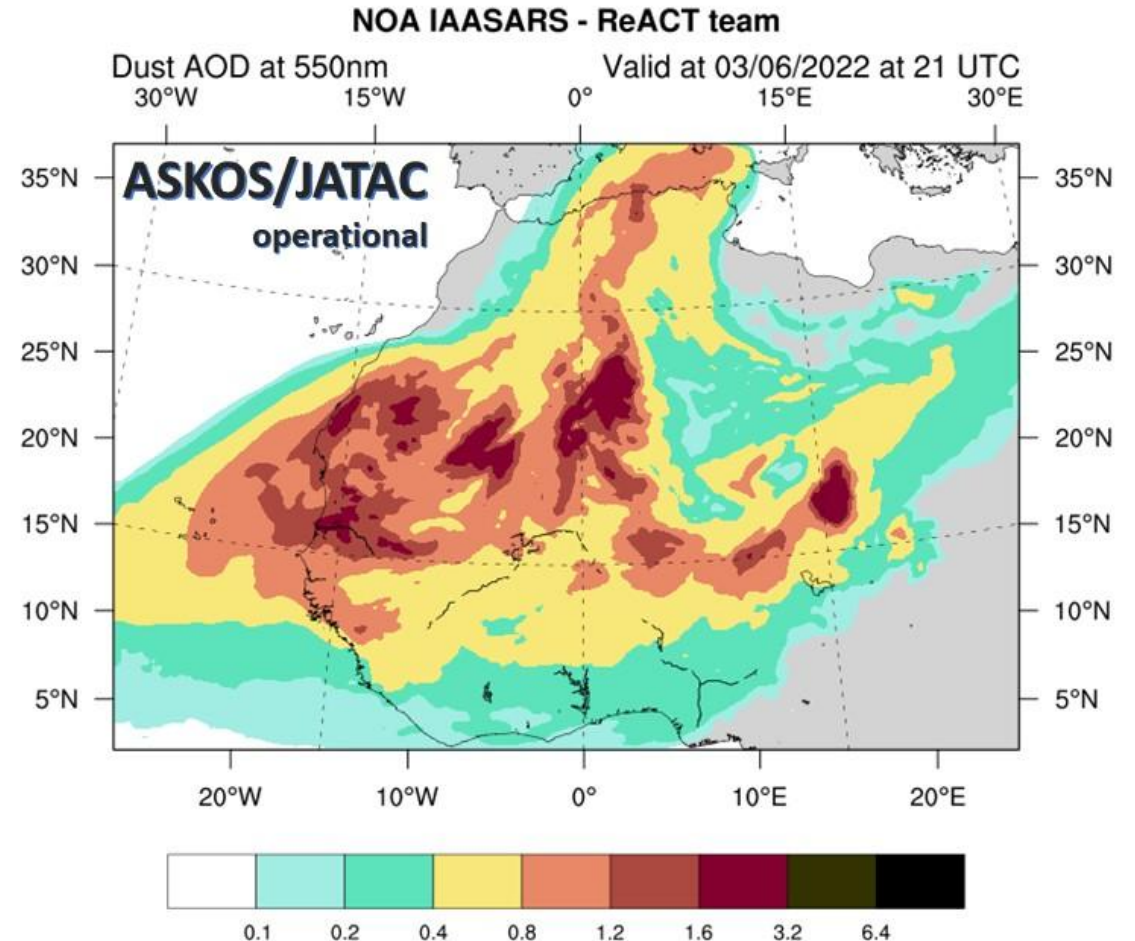 NOA IAASARS - ReACT team
Dust AOD at 550nm
Valid at 03/06/2022 at 21 UTC
30°W 15°W 0° 15°E 30°E
ASKOS/JATAC
operational
35°N 35°N
30°N 30°N
25°N 25°N
20°N 20°N
15°N 15°N
10°N 10°N
5°N 5°N
20°W 10°W 0° 10°E 20°E
0.1 0.2 0.4 0.8 1.2 1.6 3.2 6.4